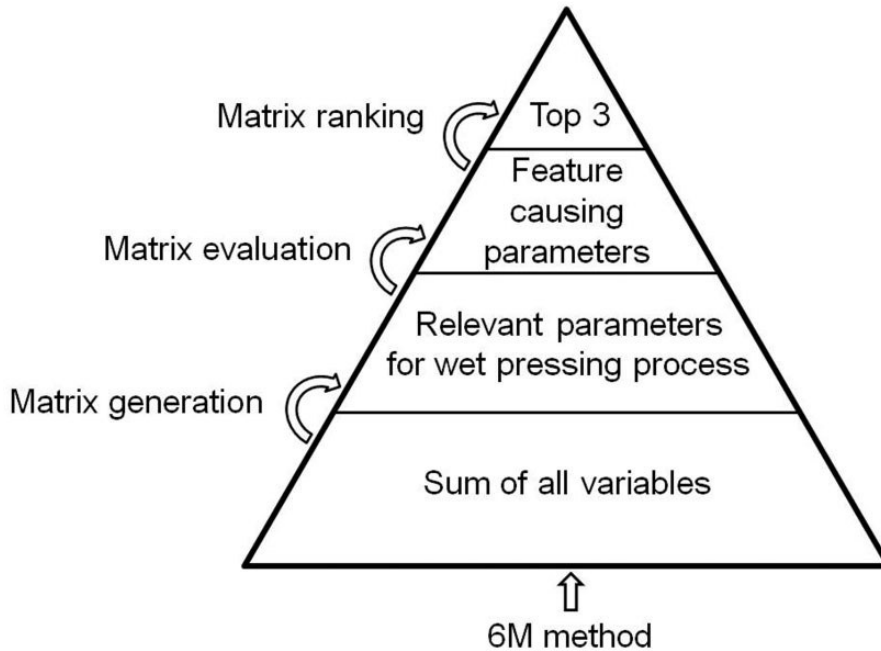 Matrix ranking
Top 3
Feature
causing
parameters
Matrix evaluation
Relevant parameters
for wet pressing process
Matrix generation
Sum of all variables
6M method